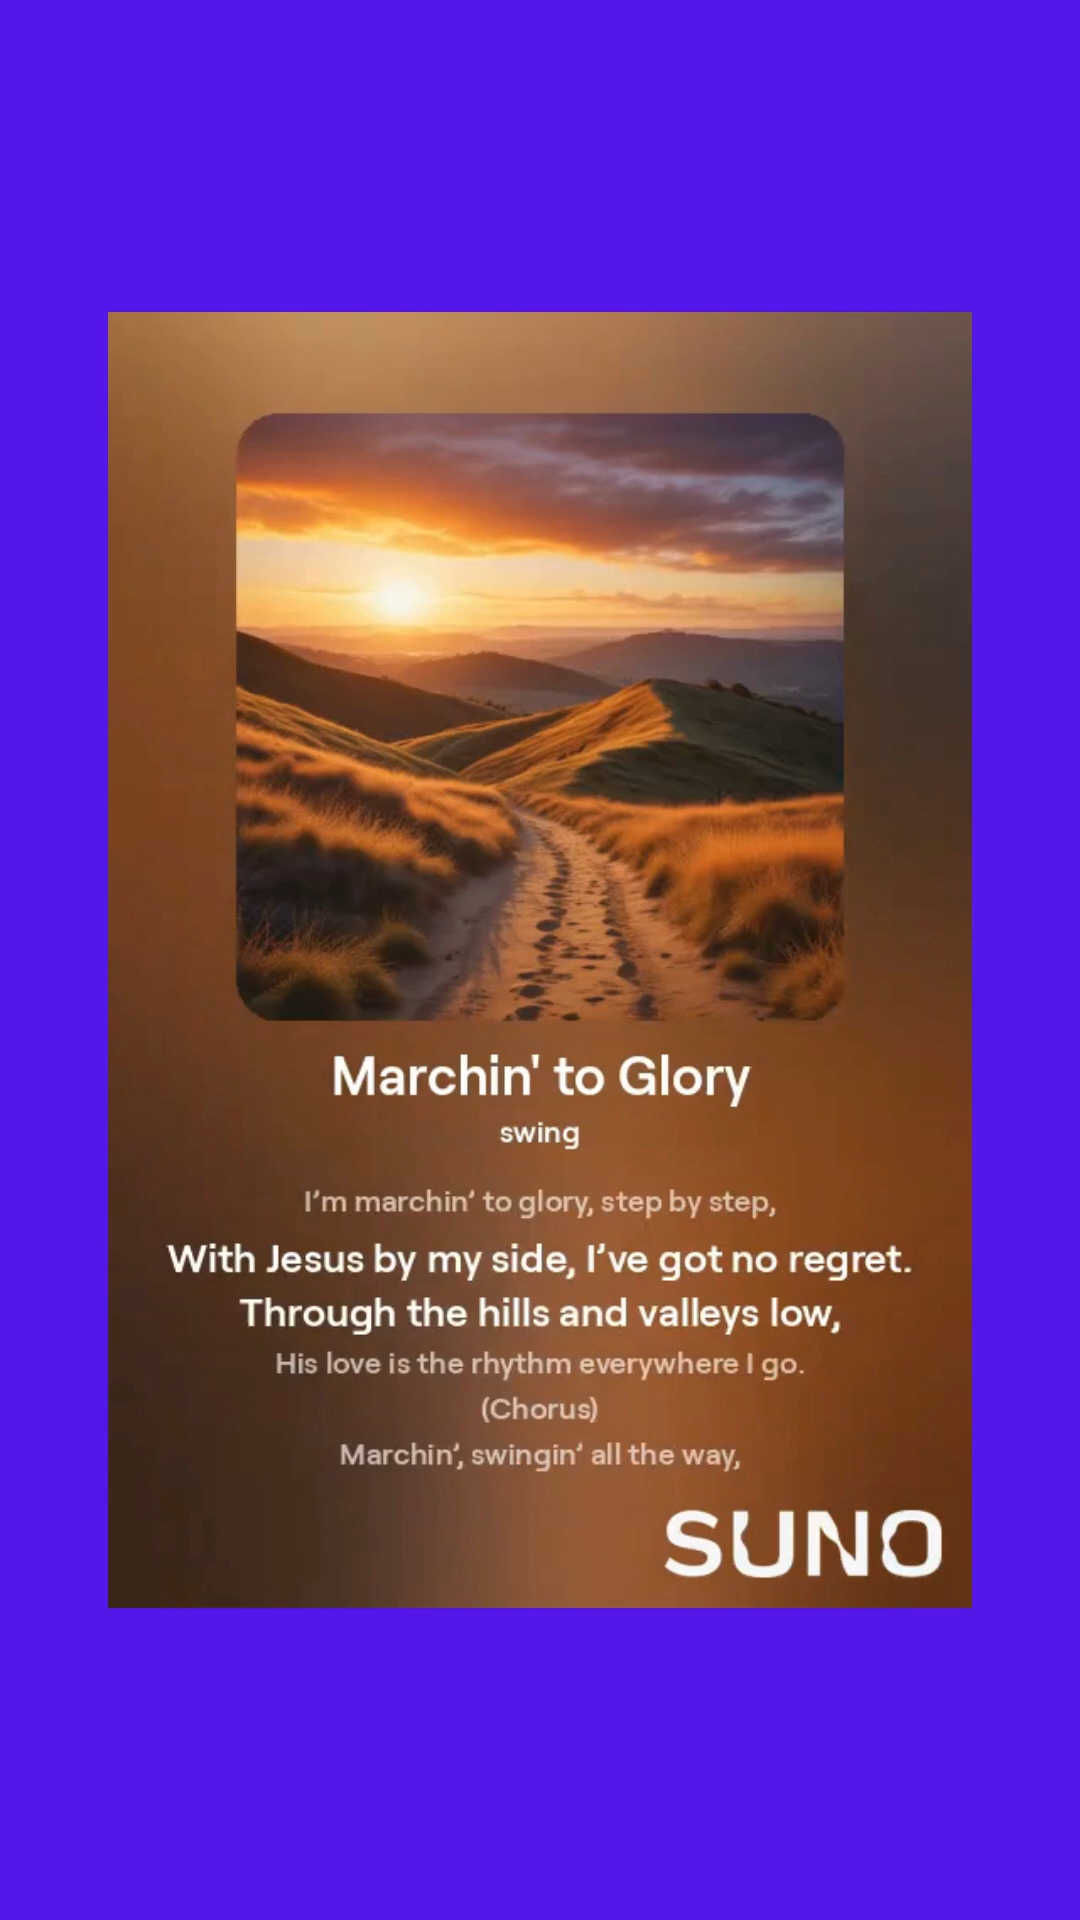 Marchin' to Glory
swing
I’m marchin’ to glory, step by step,
With Jesus by my side, I’ve got no regret.
Through the hills and valleys low,
His love is the rhythm everywhere I go.
(Chorus)
Marchin’, swingin’ all the way,
SUNO